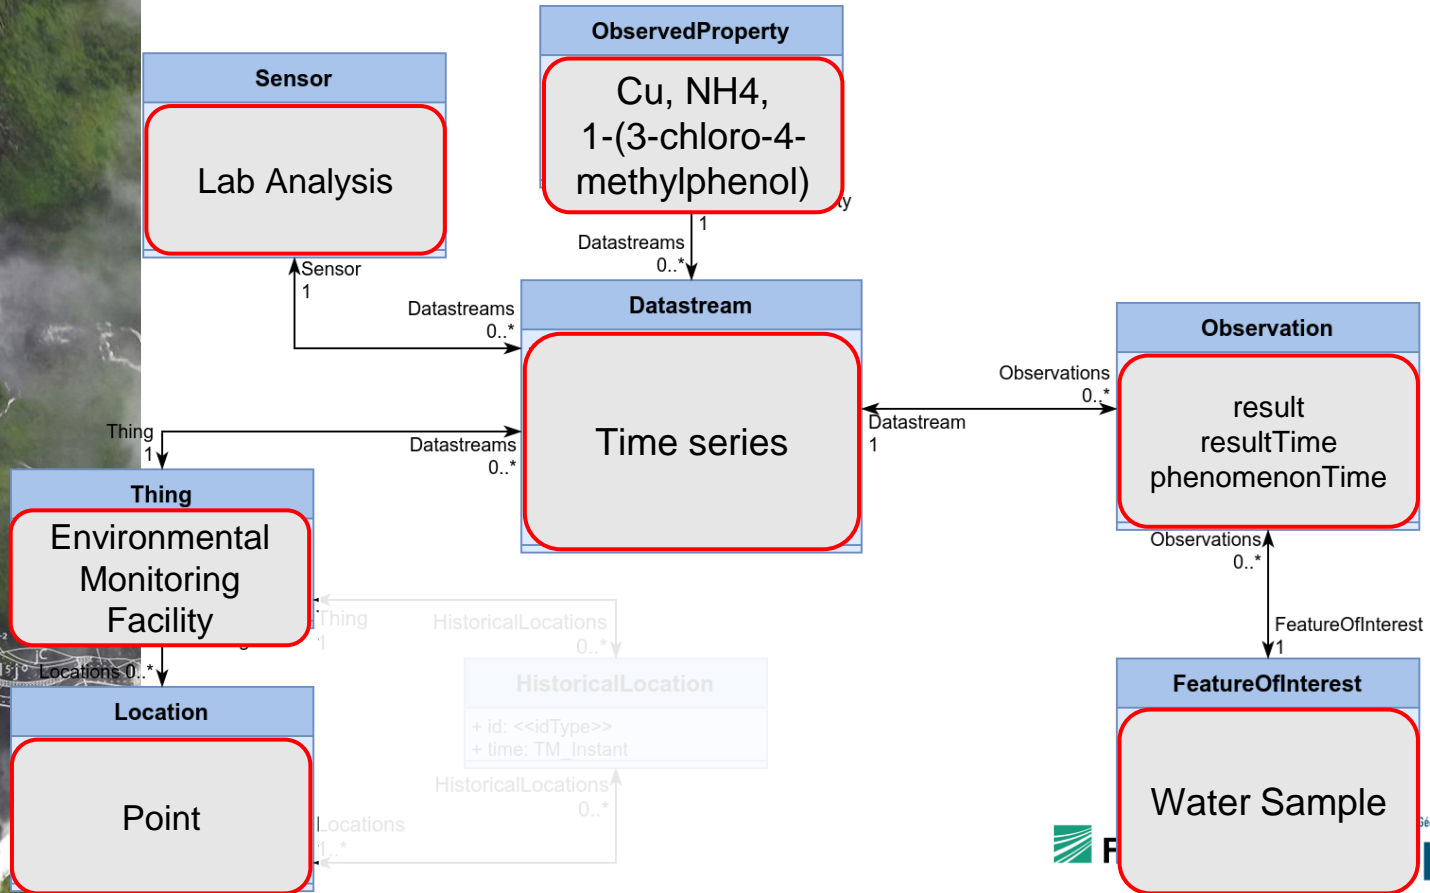 ObservedProperty
Cu, NH4,
1-(3-chloro-4-
methylphenol)
ty
1
Datastreams
0..*
Sensor
Lab Analysis
Sensor
1
Datastreams
0..*
Datastream
Time series
Observations
0..*
Datastream
1
Observation
result
resultTime
phenomenonTime
Observations
0..*
FeatureOfInterest
1
FeatureOfInterest
Water Sample
Thing
1
Datastreams
0..*
Thing
Environmental
Monitoring
Facility
Thing
1
HistoricalLocations
0..*
Locations 0..*
HistoricalLocation
+ id: <<idType>>
+ time: TM_Instant
HistoricalLocations
0..*
Location
Point
Locations
1..*
F